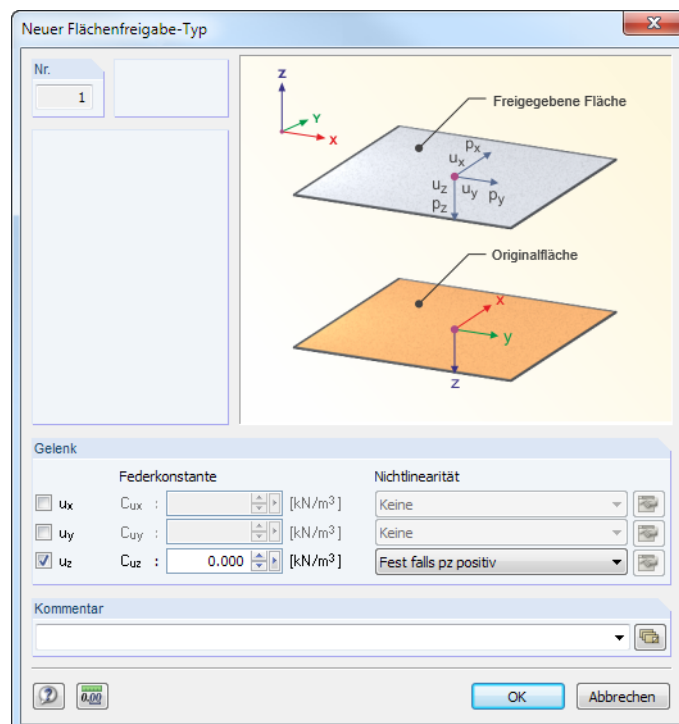 Neuer Flächenfreigabe-Typ
Nr.
1
Z
Y
X
Freigegebene Fläche
px
ux
uz
uy
py
pz
Originalfläche
x
y
z
Gelenk
Federkonstante
Nichtlinearität
ux
Cux :
[kN/m³]
Keine
uy
Cuy :
[kN/m³]
Keine
uz
Cuz :
0.000
[kN/m³]
Fest falls pz positiv
Kommentar
0.00
OK
Abbrechen